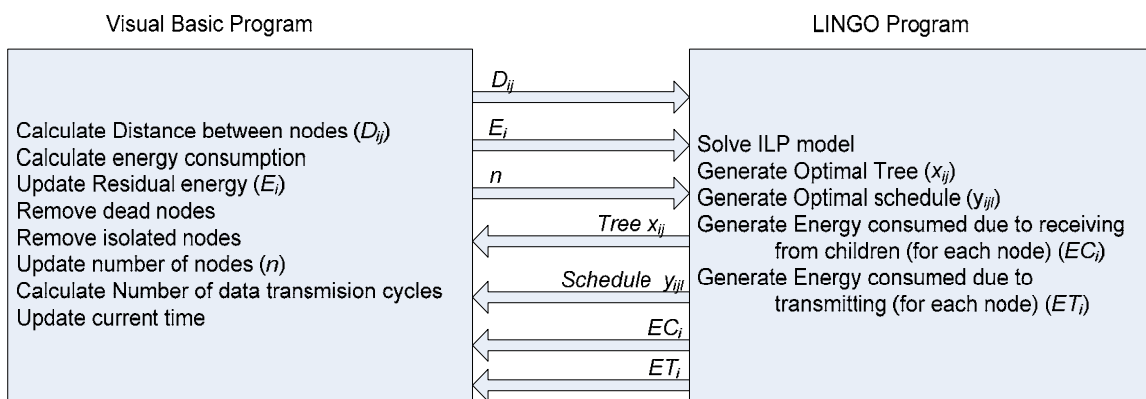 Visual Basic Program
LINGO Program
Calculate Distance between nodes (Dij)
Calculate energy consumption
Update Residual energy (Ei)
Remove dead nodes
Remove isolated nodes
Update number of nodes (n)
Calculate Number of data transmision cycles
Update current time
Dij
Ei
n
Tree xij
Schedule yijl
ECi
ETi
Solve ILP model
Generate Optimal Tree (xij)
Generate Optimal schedule (yijl)
Generate Energy consumed due to receiving
from children (for each node) (ECi)
Generate Energy consumed due to
transmitting (for each node) (ETi)